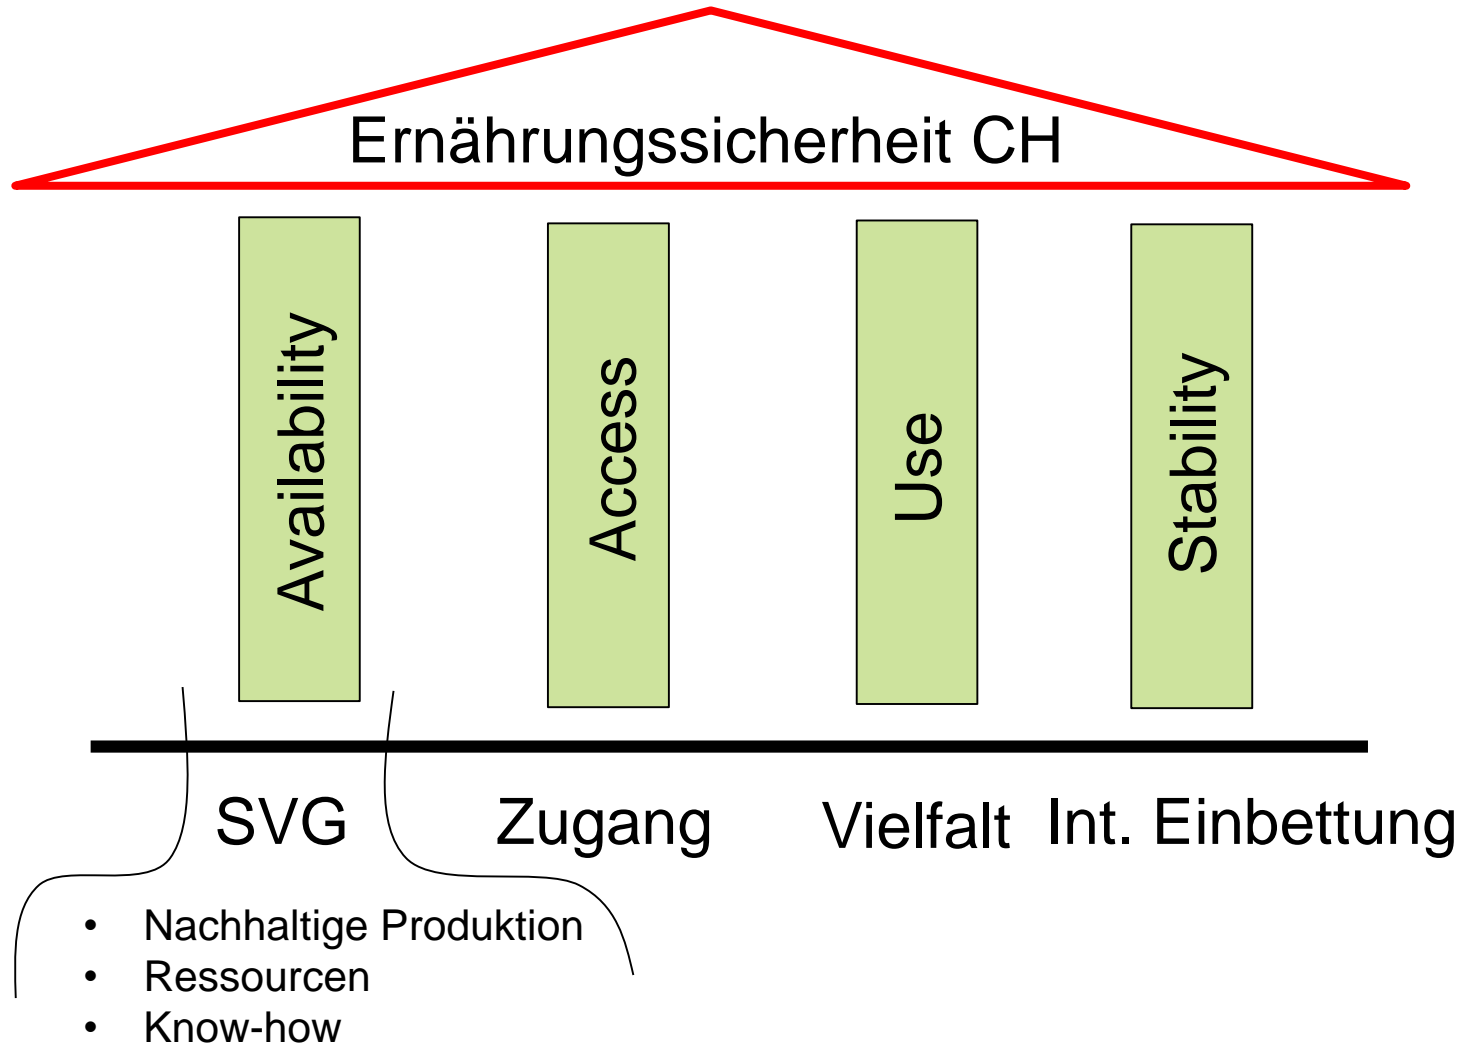 Ernährungssicherheit CH
Availability
Access
Use
Stability
SVG
Zugang
Vielfalt
Int. Einbettung
• Nachhaltige Produktion
• Ressourcen
• Know-how